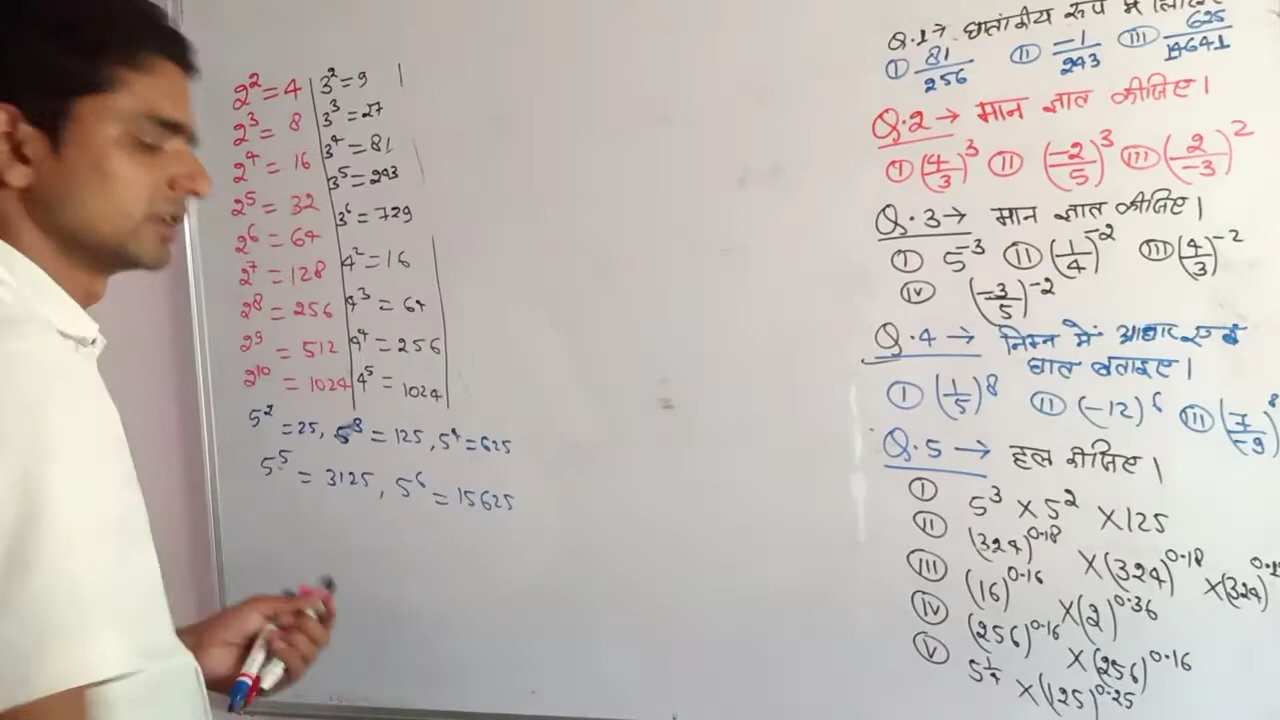 2² = 4
2³ = 8
2⁴ = 16
2⁵ = 32
2⁶ = 64
2⁷ = 128
2⁸ = 256
2⁹ = 512
2¹⁰ = 1024
3² = 9
3³ = 27
3⁴ = 81
3⁵ = 243
3⁶ = 729
4² = 16
4³ = 64
4⁴ = 256
4⁵ = 1024
5² = 25, 5³ = 125, 5⁴ = 625
5⁵ = 3125, 5⁶ = 15625
Q.1→ घातांकीय रूप में
(I) 81/256 (II) -1/243 (III) 625/14641
Q.2 → मान ज्ञात कीजिए।
(I) (4/3)³ (II) (-2/5)³ (III) (2/-3)²
Q.3→ मान ज्ञात कीजिए।
(I) 5⁻³ (II) (1/4)⁻² (III) (4/3)⁻²
(IV) (-3/5)⁻²
Q.4 → निम्न में आधार एवं
घात बताइए।
(I) (1/5)⁸ (II) (-12)⁶ (III) (7/-9)⁸
Q.5 → हल कीजिए।
(I) 5³ × 5² × 125
(II) (324)^0.18 × (324)^0.18 × (324)
(III) (16)^0.16 × (2)^0.36
(IV) (256)^0.16 × (256)^0.16
(V) 5^1/4 × (125)^0.25